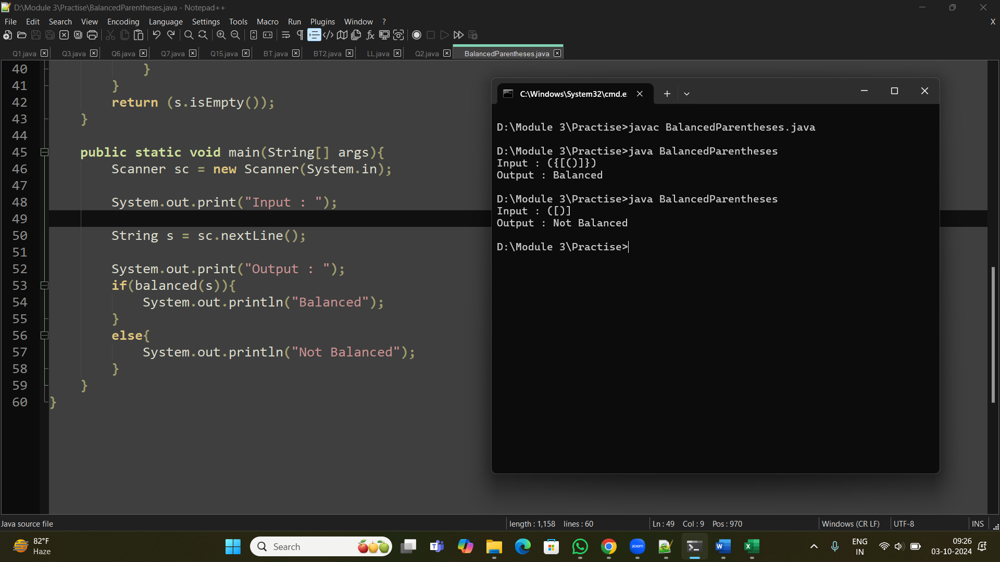 D:\Module 3\Practise\BalancedParentheses.java - Notepad++
File Edit Search View Encoding Language Settings Tools Macro Run Plugins Window ? X
Q1.java Q3.java Q6.java Q7.java Q15.java BT.java BT2.java LL.java Q2.java BalancedParentheses.java
40 }
41 }
42 return (s.isEmpty());
43 }
44
45 public static void main(String[] args){
46 Scanner sc = new Scanner(System.in);
47
48 System.out.print("Input : ");
49
50 String s = sc.nextLine();
51
52 System.out.print("Output : ");
53 if(balanced(s)){
54 System.out.println("Balanced");
55 }
56 else{
57 System.out.println("Not Balanced");
58 }
59 }
60 }
C:\Windows\System32\cmd.e
D:\Module 3\Practise>javac BalancedParentheses.java
D:\Module 3\Practise>java BalancedParentheses
Input : ({[()]})
Output : Balanced
D:\Module 3\Practise>java BalancedParentheses
Input : ([)]
Output : Not Balanced
D:\Module 3\Practise>
Java source file length : 1,158 lines : 60 Ln : 49 Col : 9 Pos : 970 Windows (CR LF) UTF-8 INS
82°F
Haze
Search
zoom
ENG
IN
09:26
03-10-2024